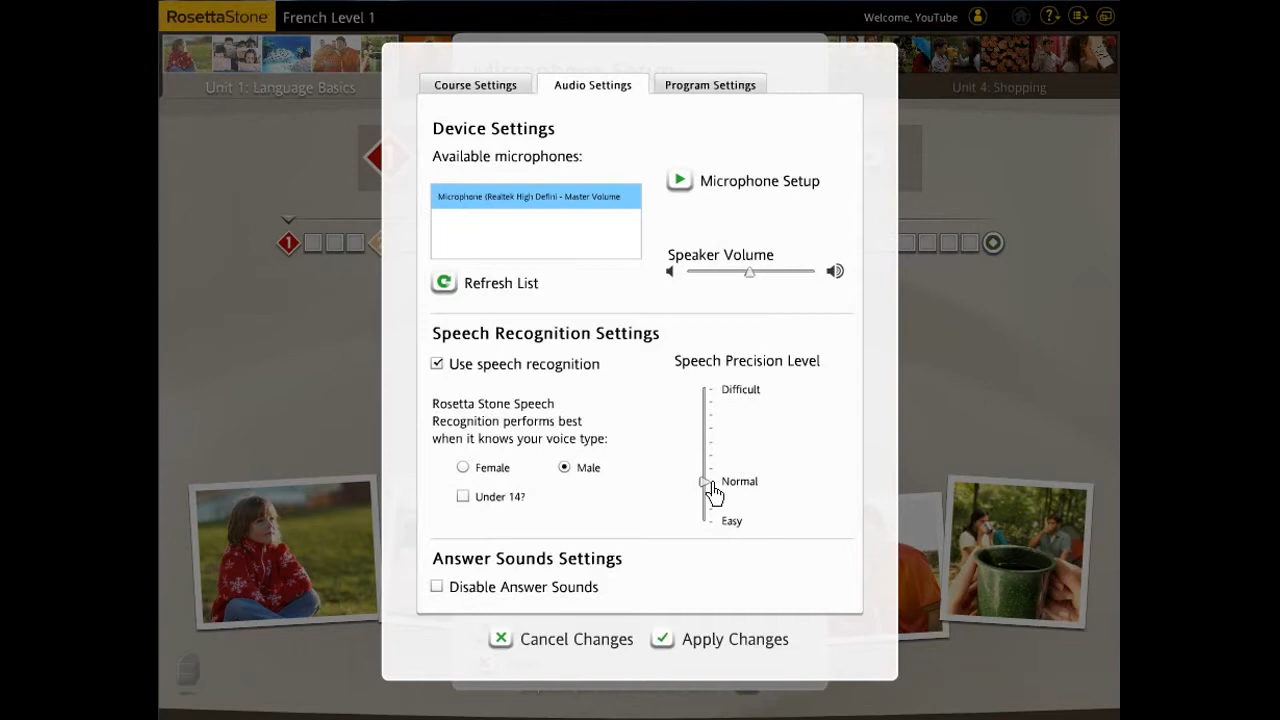 RosettaStone French Level 1
Welcome, YouTube
Unit 1: Language Basics
Unit 4: Shopping
Course Settings
Audio Settings
Program Settings
Device Settings
Available microphones:
Microphone (Realtek High Defini - Master Volume
Microphone Setup
Speaker Volume
Refresh List
Speech Recognition Settings
Use speech recognition
Speech Precision Level
Difficult
Rosetta Stone Speech
Recognition performs best
when it knows your voice type:
Female
Male
Normal
Under 14?
Easy
Answer Sounds Settings
Disable Answer Sounds
Cancel Changes
Apply Changes